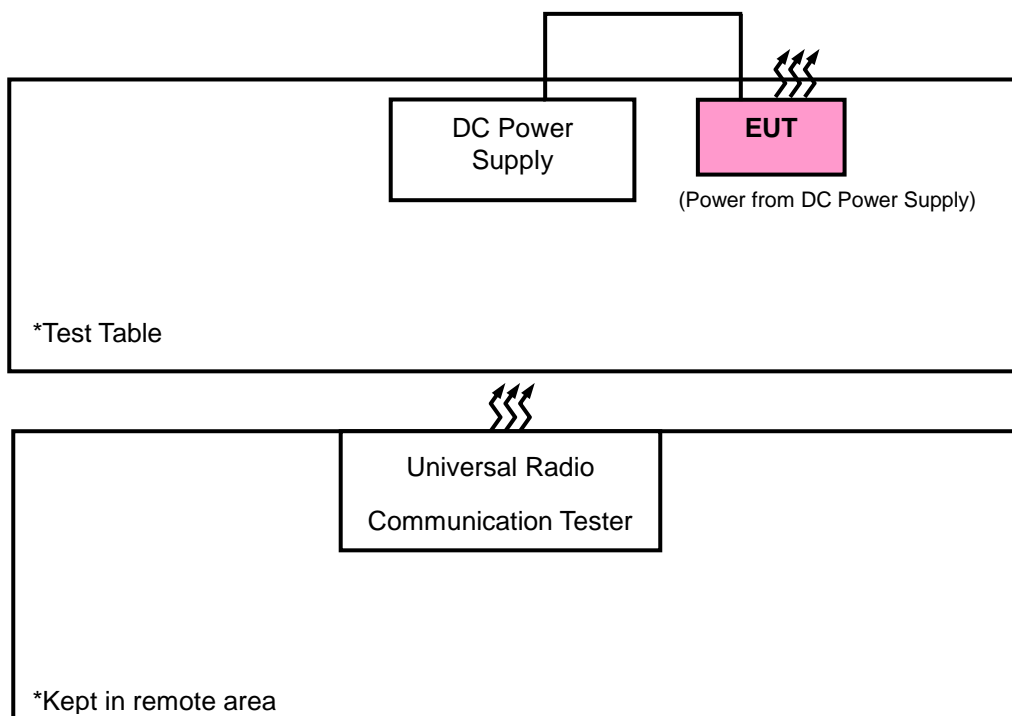 DC Power
Supply
EUT
(Power from DC Power Supply)
*Test Table
Universal Radio
Communication Tester
*Kept in remote area